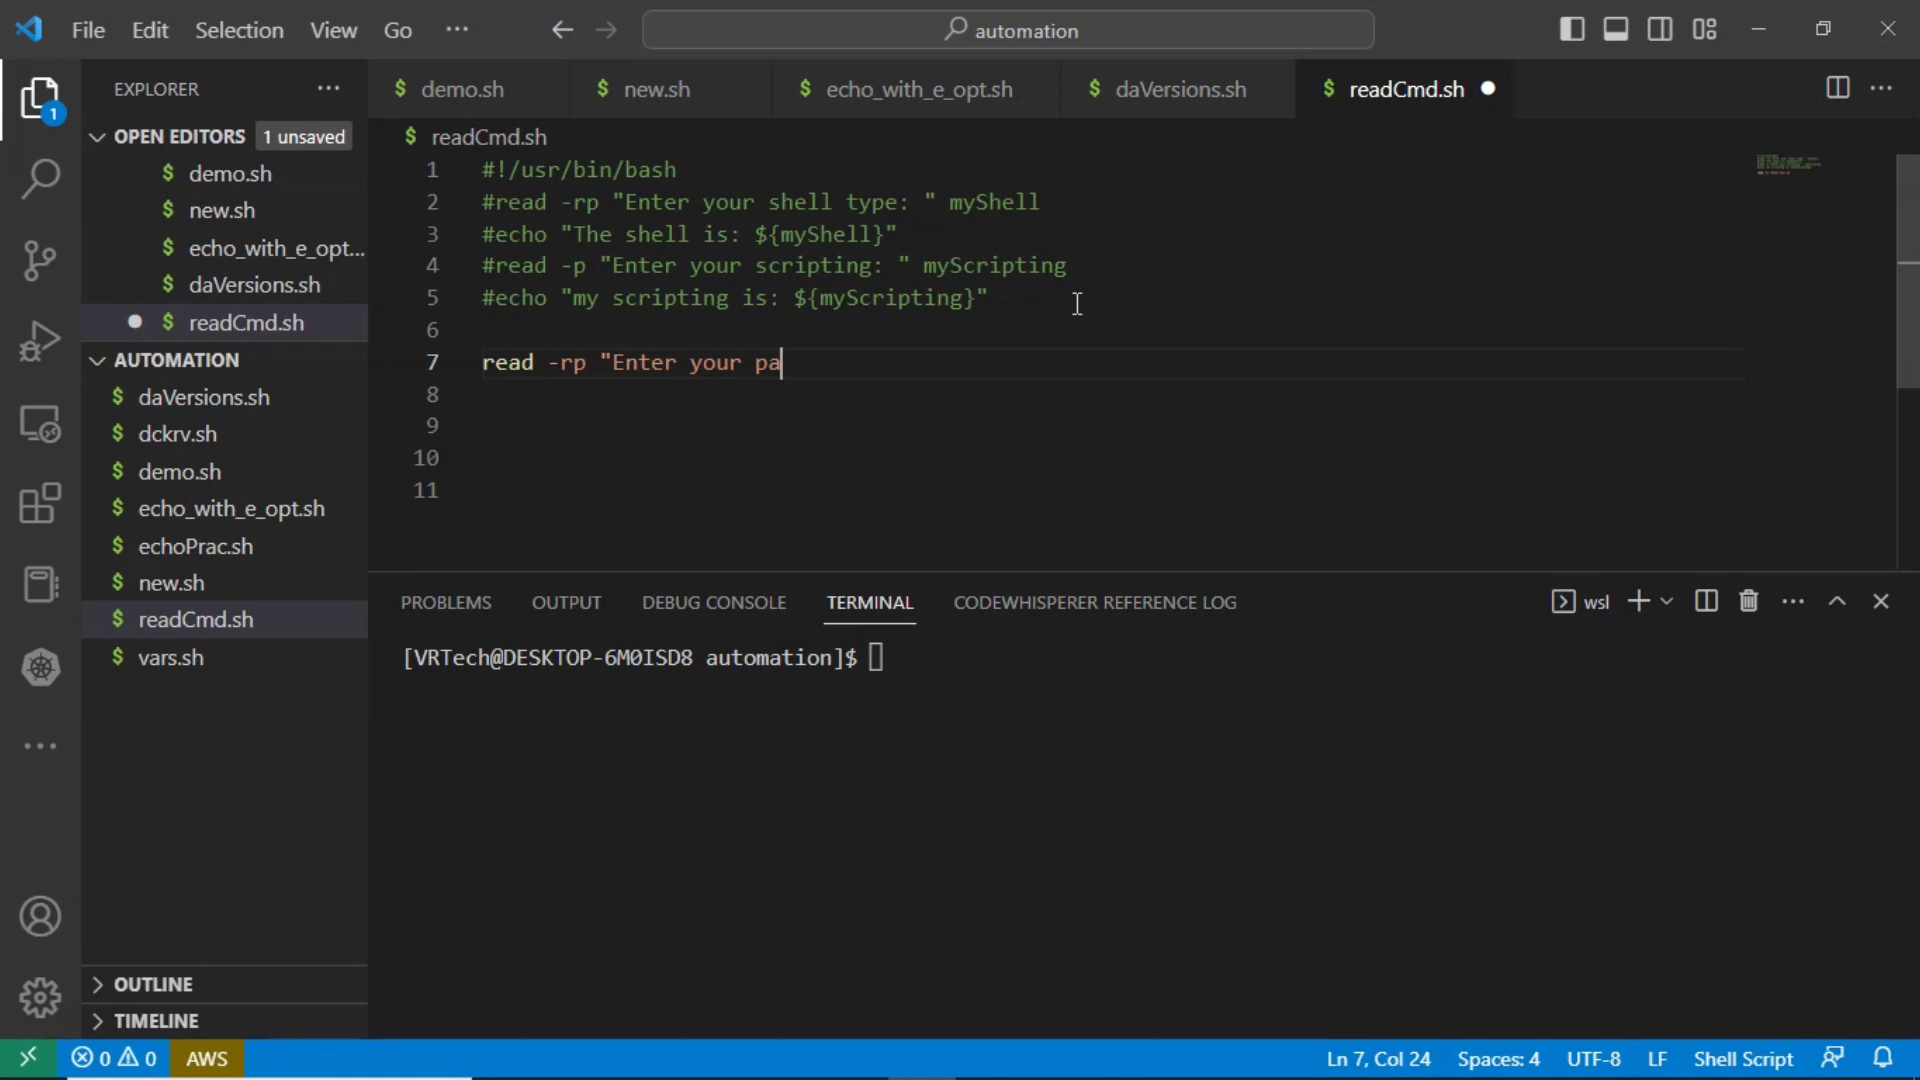 File Edit Selection View Go ··· automation
EXPLORER ···
OPEN EDITORS 1 unsaved
$ demo.sh
$ new.sh
$ echo_with_e_opt...
$ daVersions.sh
$ readCmd.sh
AUTOMATION
$ daVersions.sh
$ dckrv.sh
$ demo.sh
$ echo_with_e_opt.sh
$ echoPrac.sh
$ new.sh
$ readCmd.sh
$ vars.sh
OUTLINE
TIMELINE
1
$ demo.sh $ new.sh $ echo_with_e_opt.sh $ daVersions.sh $ readCmd.sh
$ readCmd.sh
1 #!/usr/bin/bash
2 #read -rp "Enter your shell type: " myShell
3 #echo "The shell is: ${myShell}"
4 #read -p "Enter your scripting: " myScripting
5 #echo "my scripting is: ${myScripting}"
6
7 read -rp "Enter your pa
8
9
10
11
PROBLEMS OUTPUT DEBUG CONSOLE TERMINAL CODEWHISPERER REFERENCE LOG wsl
[VRTech@DESKTOP-6M0ISD8 automation]$
0 0 AWS Ln 7, Col 24 Spaces: 4 UTF-8 LF Shell Script